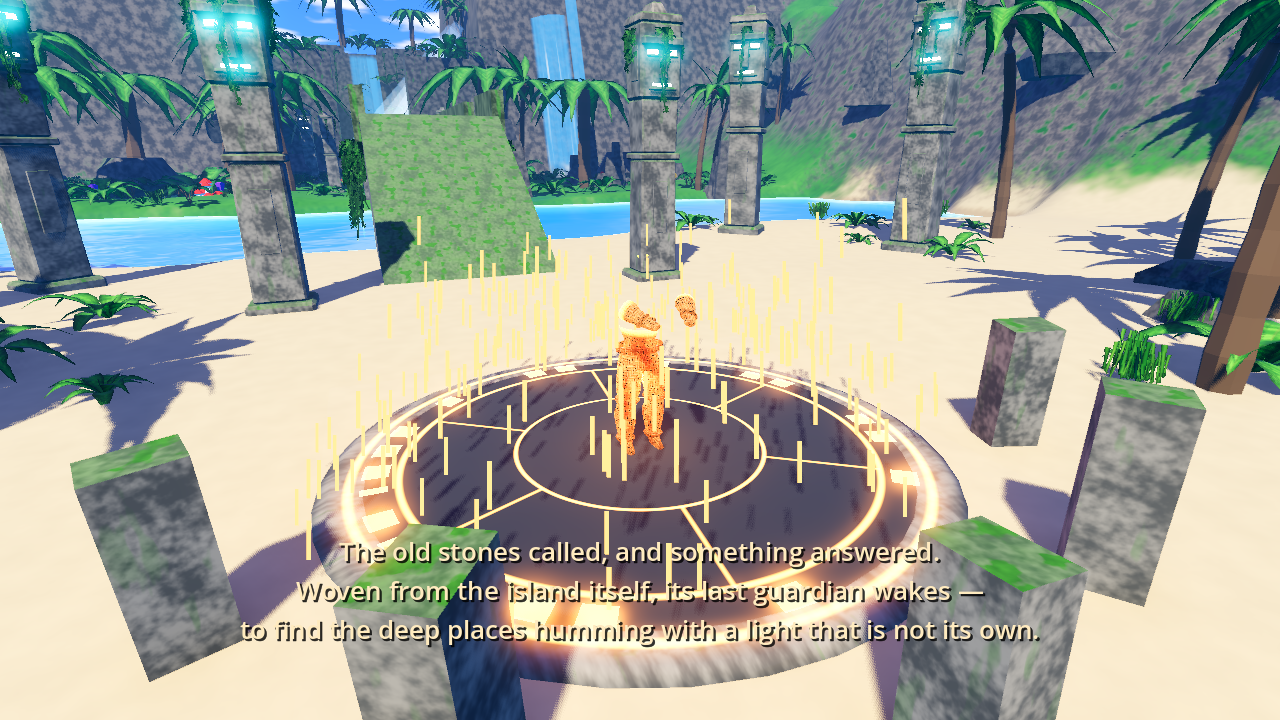 The old stones called, and something answered.
Woven from the island itself, its last guardian wakes —
to find the deep places humming with a light that is not its own.